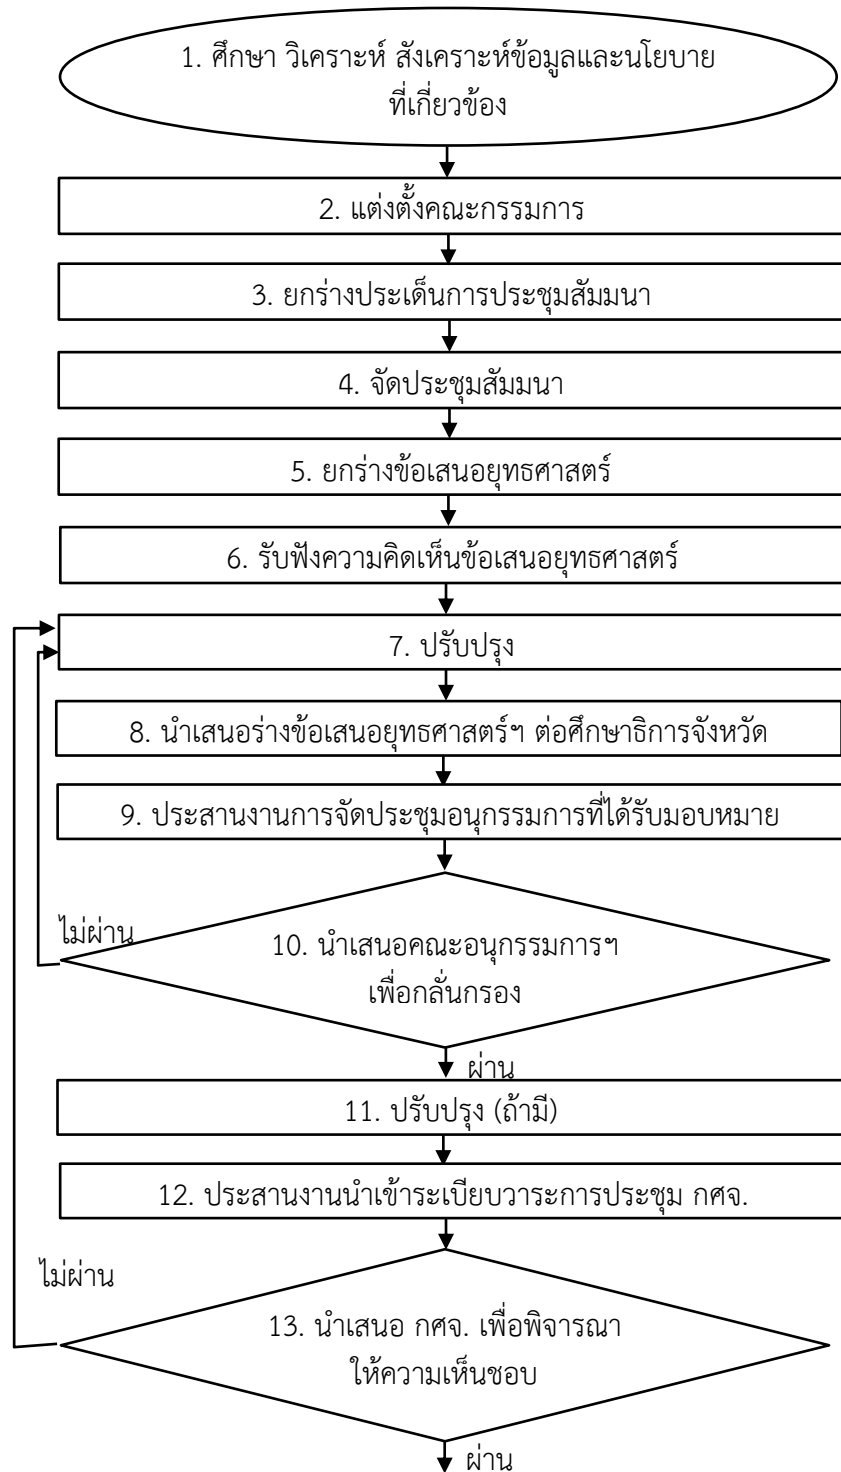 1. ศึกษา วิเคราะห์ สังเคราะห์ข้อมูลและนโยบาย
ที่เกี่ยวข้อง
2. แต่งตั้งคณะกรรมการ
3. ยกร่างประเด็นการประชุมสัมมนา
4. จัดประชุมสัมมนา
5. ยกร่างข้อเสนอยุทธศาสตร์
6. รับฟังความคิดเห็นข้อเสนอยุทธศาสตร์
7. ปรับปรุง
8. นำเสนอร่างข้อเสนอยุทธศาสตร์ฯ ต่อศึกษาธิการจังหวัด
9. ประสานงานการจัดประชุมอนุกรรมการที่ได้รับมอบหมาย
ไม่ผ่าน
10. นำเสนอคณะอนุกรรมการฯ
เพื่อกลั่นกรอง
ผ่าน
11. ปรับปรุง (ถ้ามี)
12. ประสานงานนำเข้าระเบียบวาระการประชุม กศจ.
ไม่ผ่าน
13. นำเสนอ กศจ. เพื่อพิจารณา
ให้ความเห็นชอบ
ผ่าน